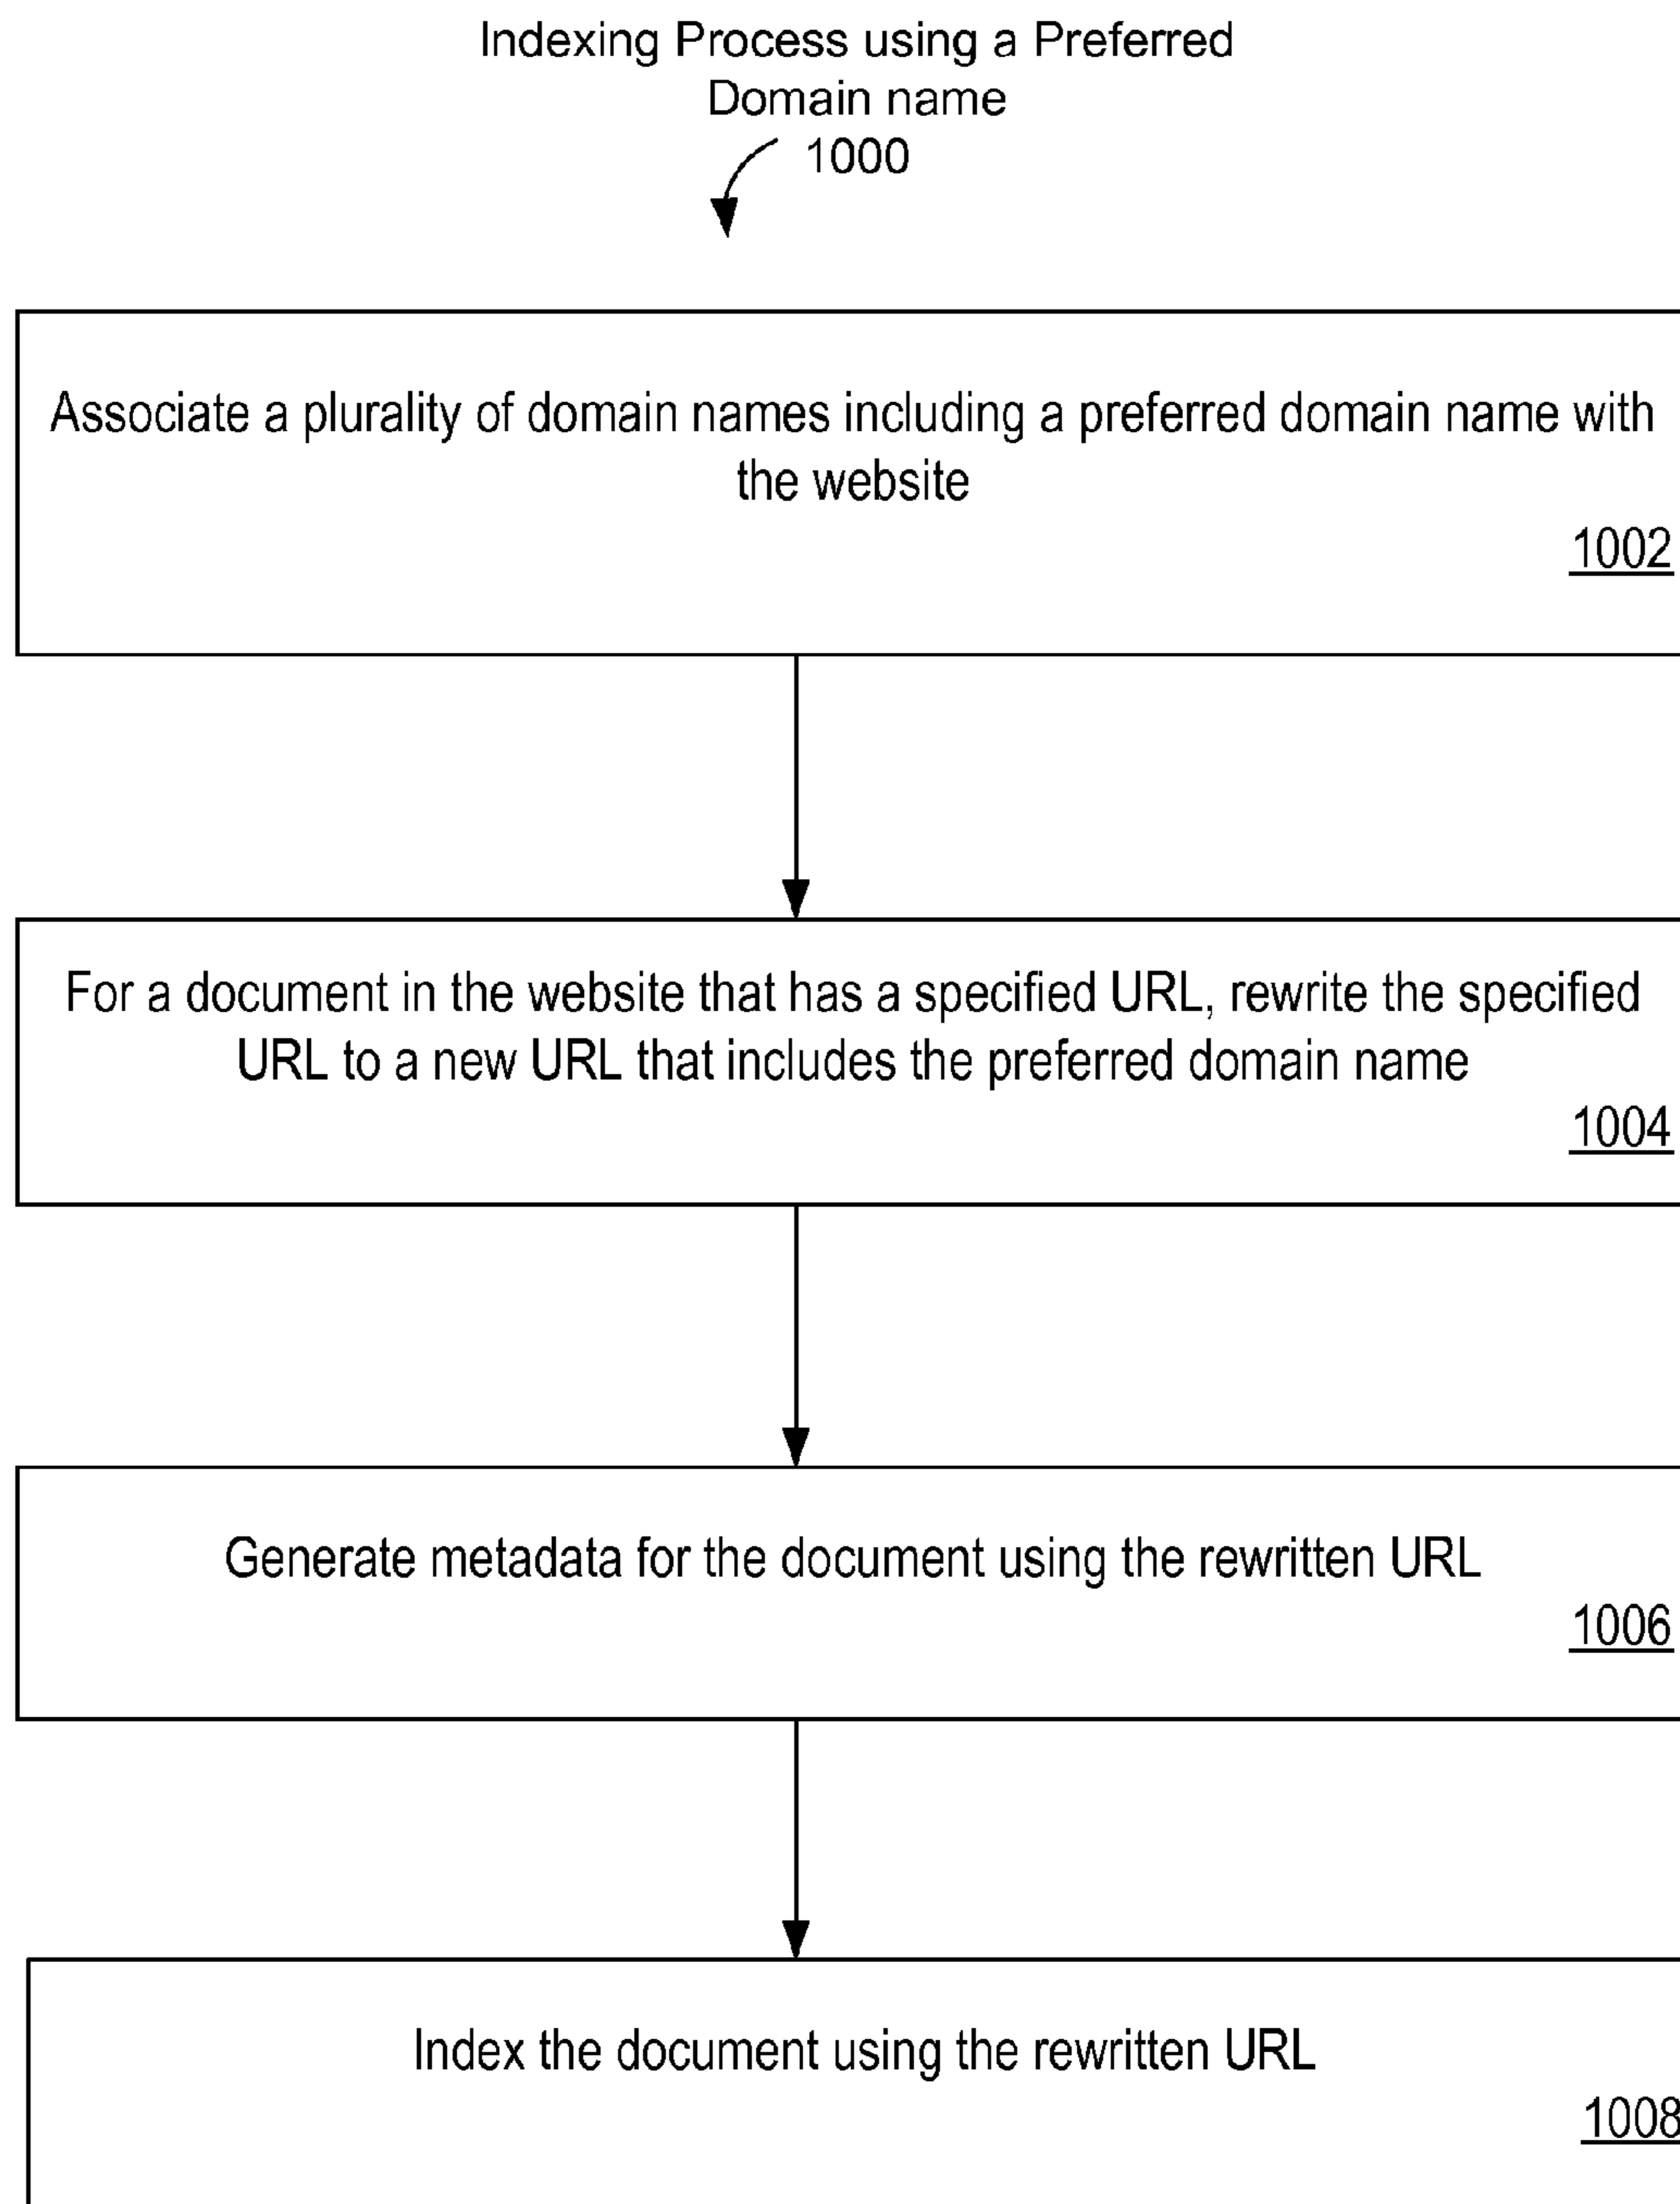 Indexing Process using a Preferred
Domain name
1000
Associate a plurality of domain names including a preferred domain name with
the website
1002
For a document in the website that has a specified URL, rewrite the specified
URL to a new URL that includes the preferred domain name
1004
Generate metadata for the document using the rewritten URL
1006
Index the document using the rewritten URL
1008